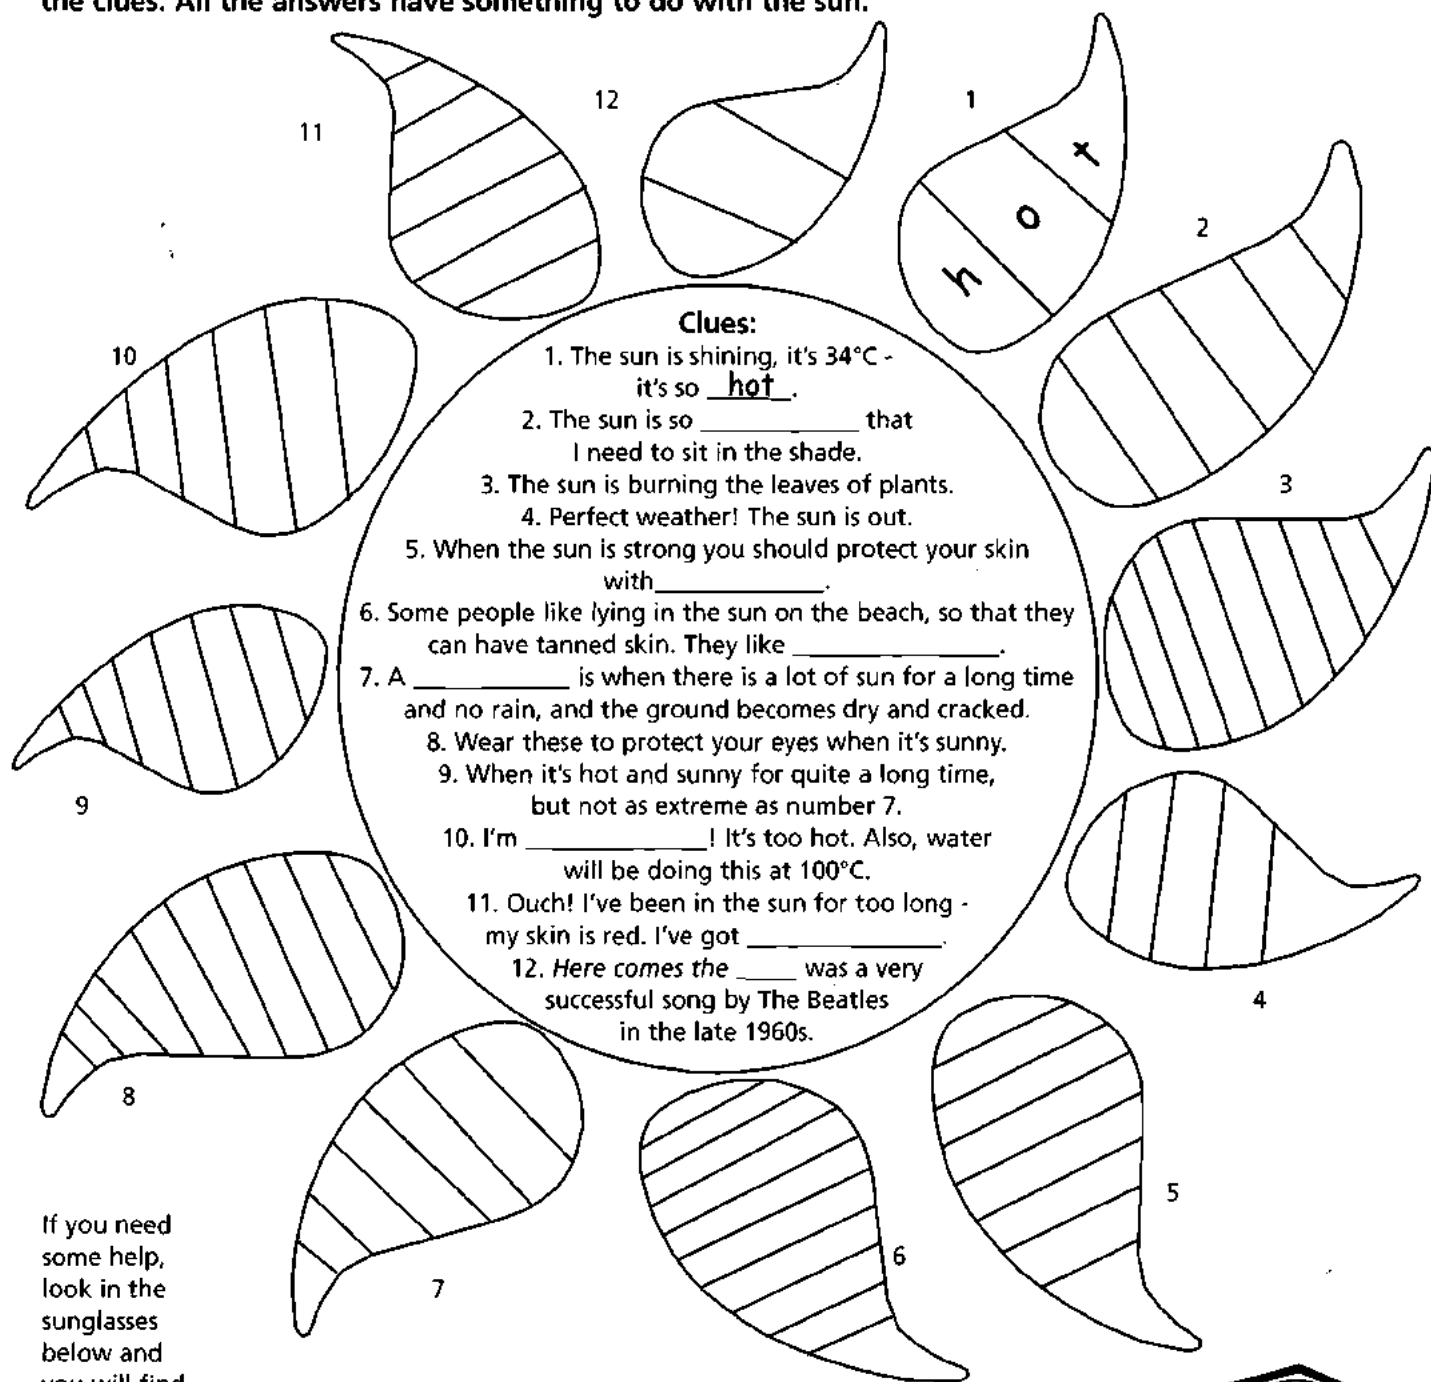 the clues. All the answers have something to do with the sun.
12
1
11
t
o
h
2
10
3
Clues:
1. The sun is shining, it's 34°C -
it's so hot.
2. The sun is so ____________ that
I need to sit in the shade.
3. The sun is burning the leaves of plants.
4. Perfect weather! The sun is out.
5. When the sun is strong you should protect your skin
with_____________.
6. Some people like lying in the sun on the beach, so that they
can have tanned skin. They like ________________.
7. A ____________ is when there is a lot of sun for a long time
and no rain, and the ground becomes dry and cracked.
8. Wear these to protect your eyes when it's sunny.
9. When it's hot and sunny for quite a long time,
but not as extreme as number 7.
10. I'm ______________! It's too hot. Also, water
will be doing this at 100°C.
11. Ouch! I've been in the sun for too long -
my skin is red. I've got _______________.
12. Here comes the _____ was a very
successful song by The Beatles
in the late 1960s.
9
4
8
5
6
7
If you need
some help,
look in the
sunglasses
below and
you will find